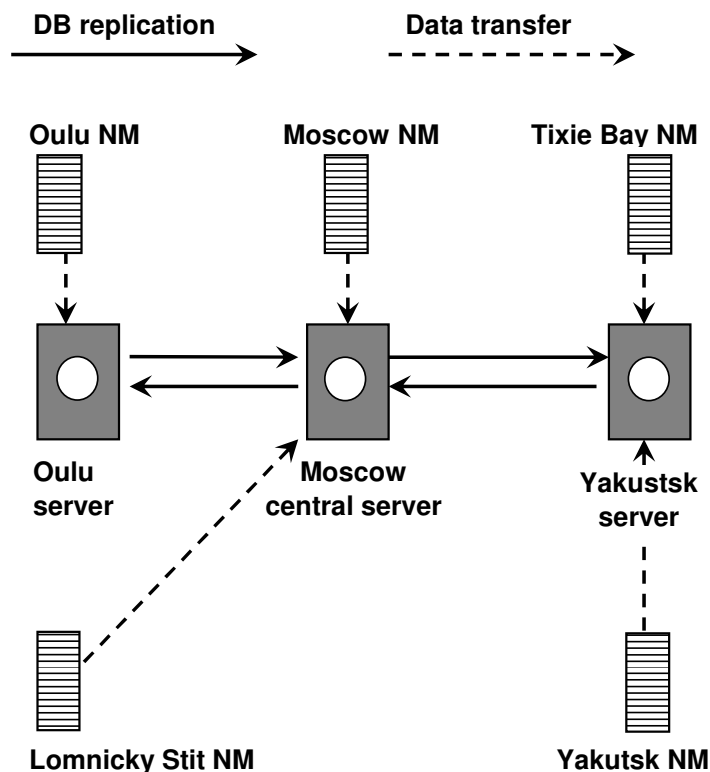 DB replication
Data transfer
Oulu NM
Moscow NM
Tixie Bay NM
Oulu
server
Moscow
central server
Yakustsk
server
Lomnicky Stit NM
Yakutsk NM